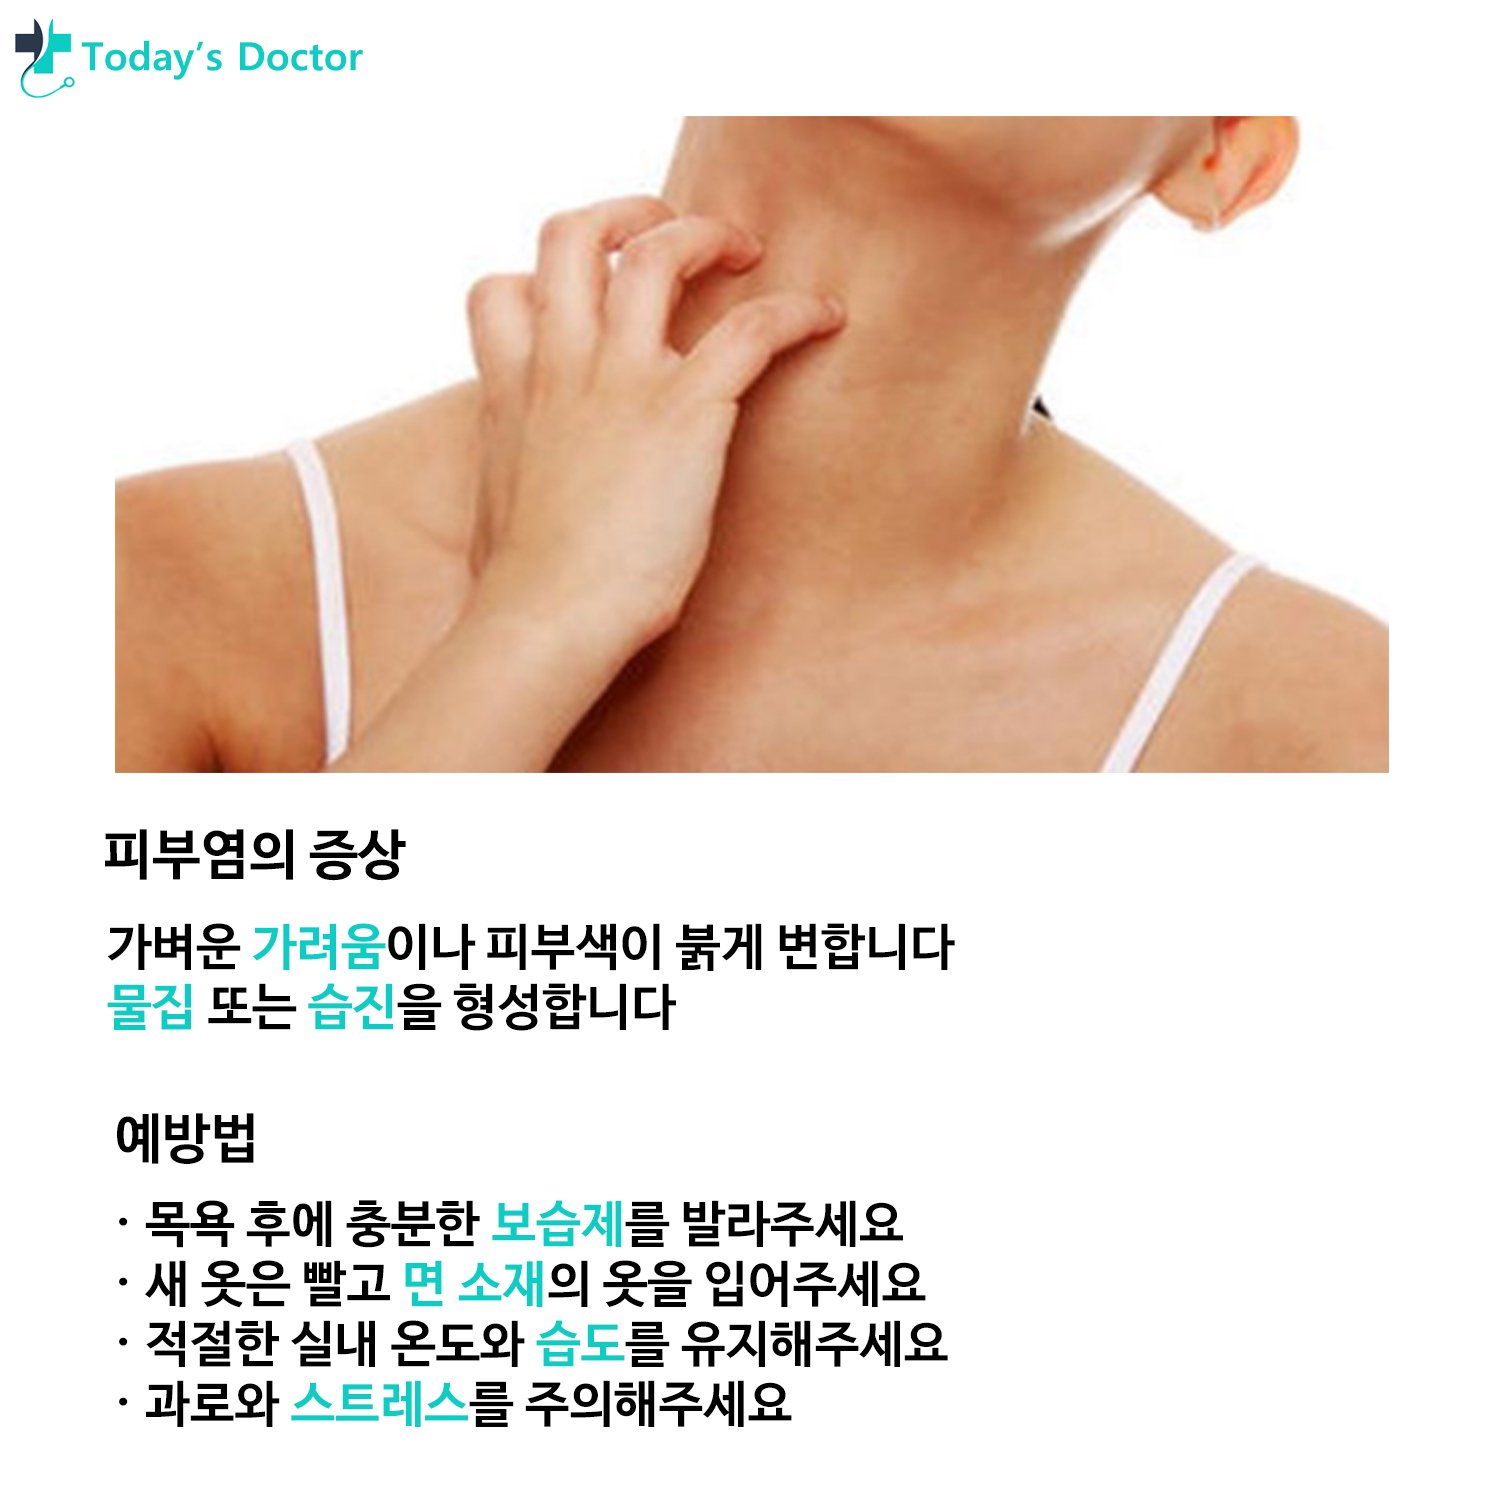 Today's Doctor
피부염의 증상
가벼운 가려움이나 피부색이 붉게 변합니다
물집 또는 습진을 형성합니다
예방법
· 목욕 후에 충분한 보습제를 발라주세요
· 새 옷은 빨고 면 소재의 옷을 입어주세요
· 적절한 실내 온도와 습도를 유지해주세요
· 과로와 스트레스를 주의해주세요